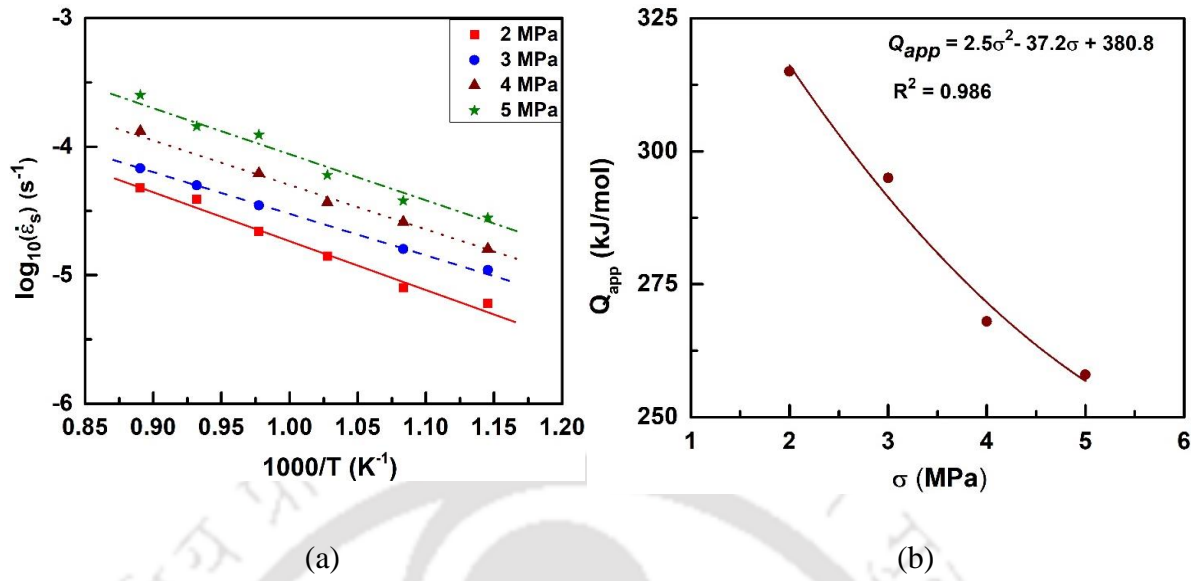 -3
-4
-5
-6
log₁₀(ε̇ₛ) (s⁻¹)
2 MPa
3 MPa
4 MPa
5 MPa
0.85 0.90 0.95 1.00 1.05 1.10 1.15 1.20
1000/T (K⁻¹)
(a)
325
300
275
250
Q_app (kJ/mol)
Q_app = 2.5σ²- 37.2σ + 380.8
R² = 0.986
1 2 3 4 5 6
σ (MPa)
(b)